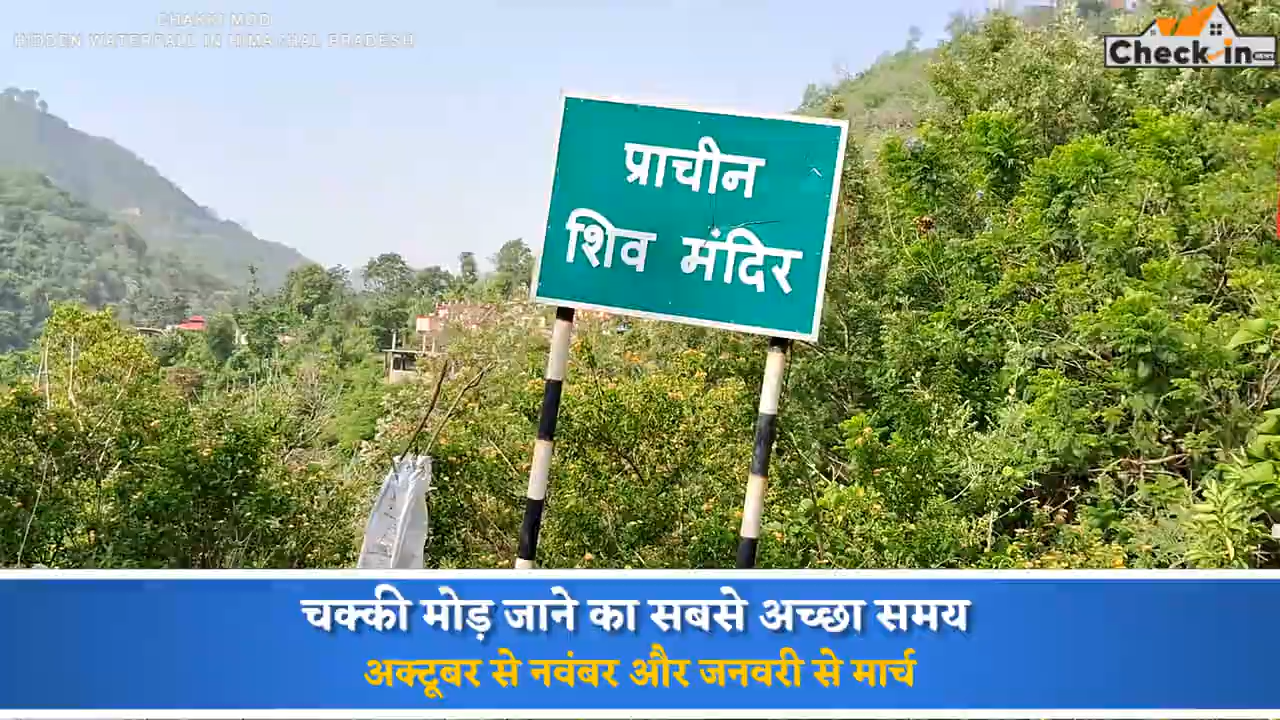 CHAKKI MOD
HIDDEN WATERFALL IN HIMACHAL PRADESH
Check in
NEWS
प्राचीन
शिव मंदिर
चक्की मोड़ जाने का सबसे अच्छा समय
अक्टूबर से नवंबर और जनवरी से मार्च